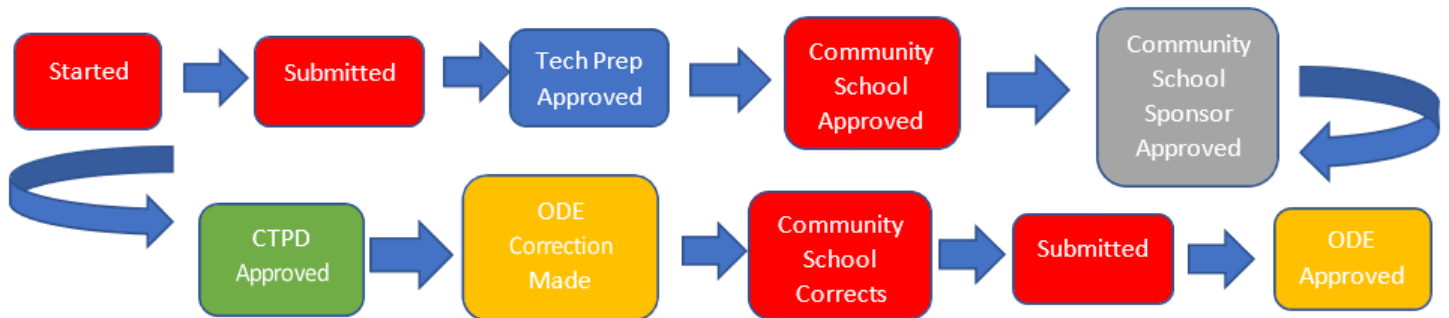 Started
Submitted
Tech Prep
Approved
Community
School
Approved
Community
School
Sponsor
Approved
CTPD
Approved
ODE
Correction
Made
Community
School
Corrects
Submitted
ODE
Approved